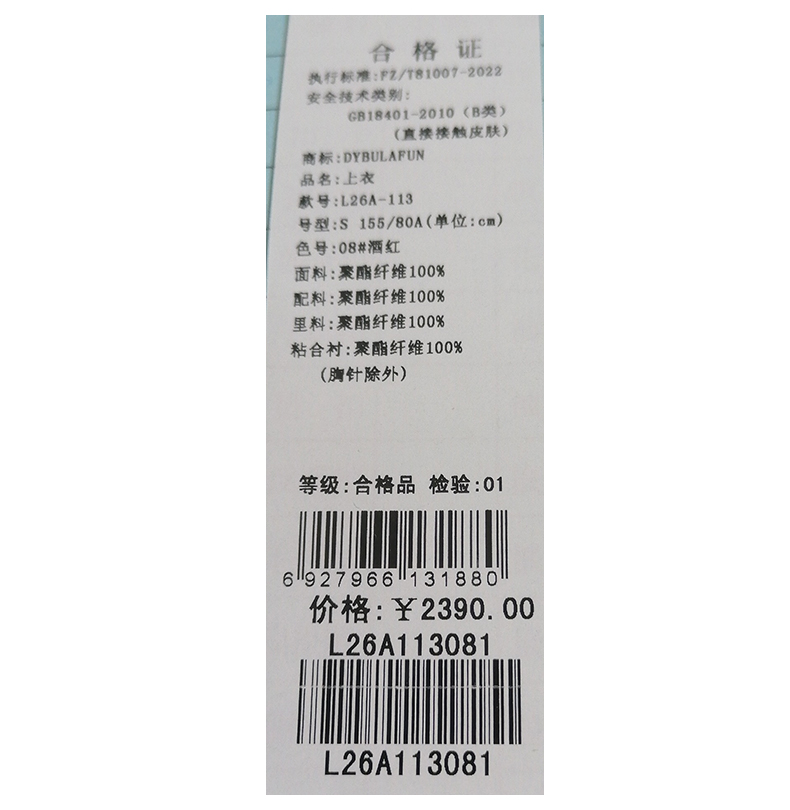 合格证
执行标准:FZ/T81007-2022
安全技术类别:
GB18401-2010（B类）
（直接接触皮肤）
商标:DYBULAFUN
品名:上衣
款号:L26A-113
号型:S 155/80A(单位:cm)
色号:08#酒红
面料:聚酯纤维100%
配料:聚酯纤维100%
里料:聚酯纤维100%
粘合衬:聚酯纤维100%
（胸针除外）
等级:合格品 检验:01
6 927966 131880
价格:￥2390.00
L26A113081
L26A113081